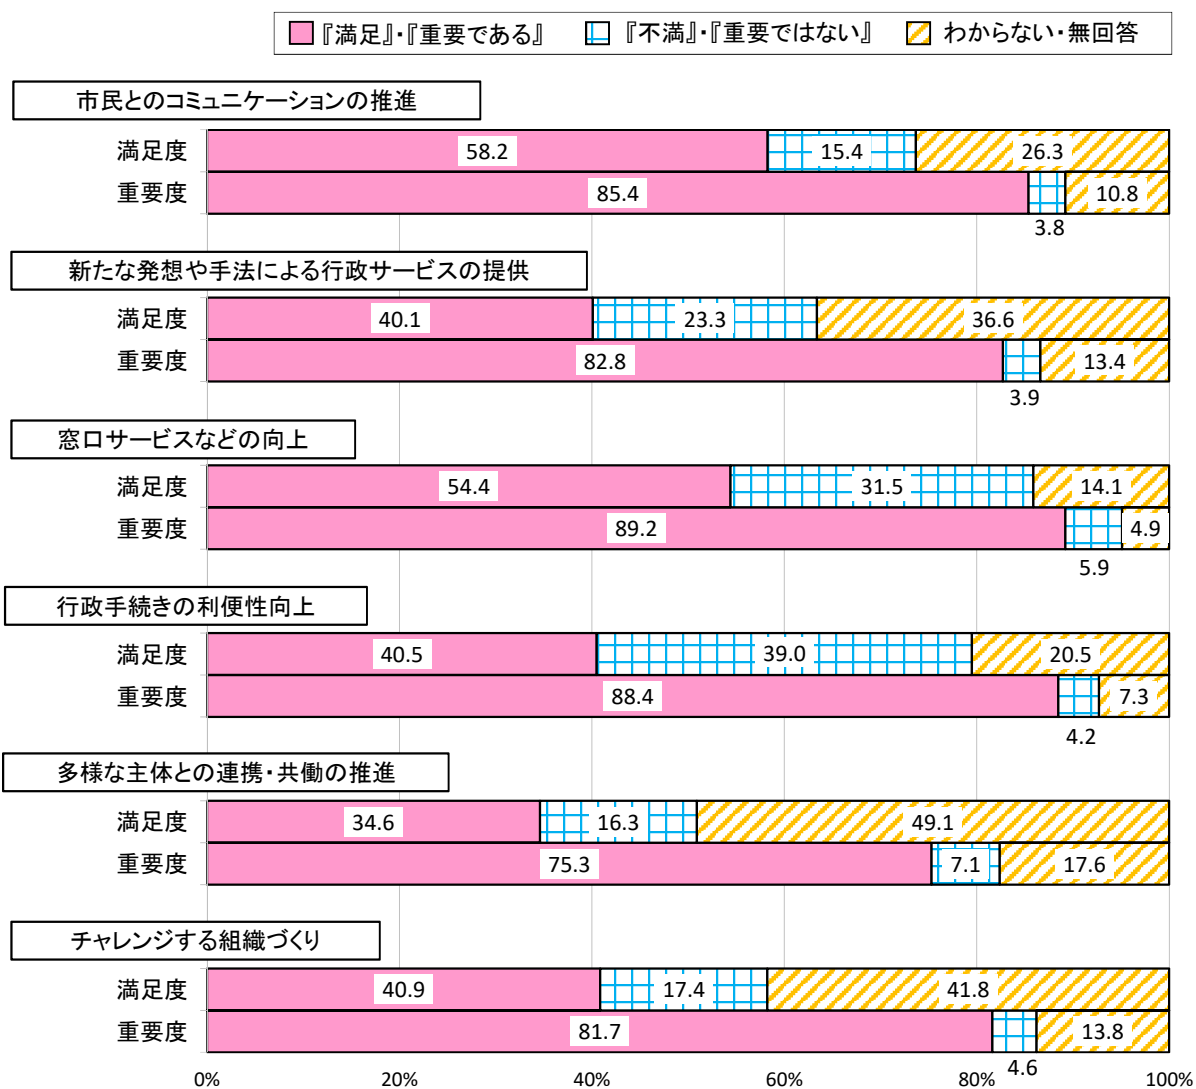 『満足』・『重要である』 『不満』・『重要ではない』 わからない・無回答
市民とのコミュニケーションの推進
満足度 58.2 15.4 26.3
重要度 85.4 10.8
3.8
新たな発想や手法による行政サービスの提供
満足度 40.1 23.3 36.6
重要度 82.8 13.4
3.9
窓口サービスなどの向上
満足度 54.4 31.5 14.1
重要度 89.2 4.9
5.9
行政手続きの利便性向上
満足度 40.5 39.0 20.5
重要度 88.4 7.3
4.2
多様な主体との連携・共働の推進
満足度 34.6 16.3 49.1
重要度 75.3 7.1 17.6
チャレンジする組織づくり
満足度 40.9 17.4 41.8
重要度 81.7 13.8
4.6
0% 20% 40% 60% 80% 100%